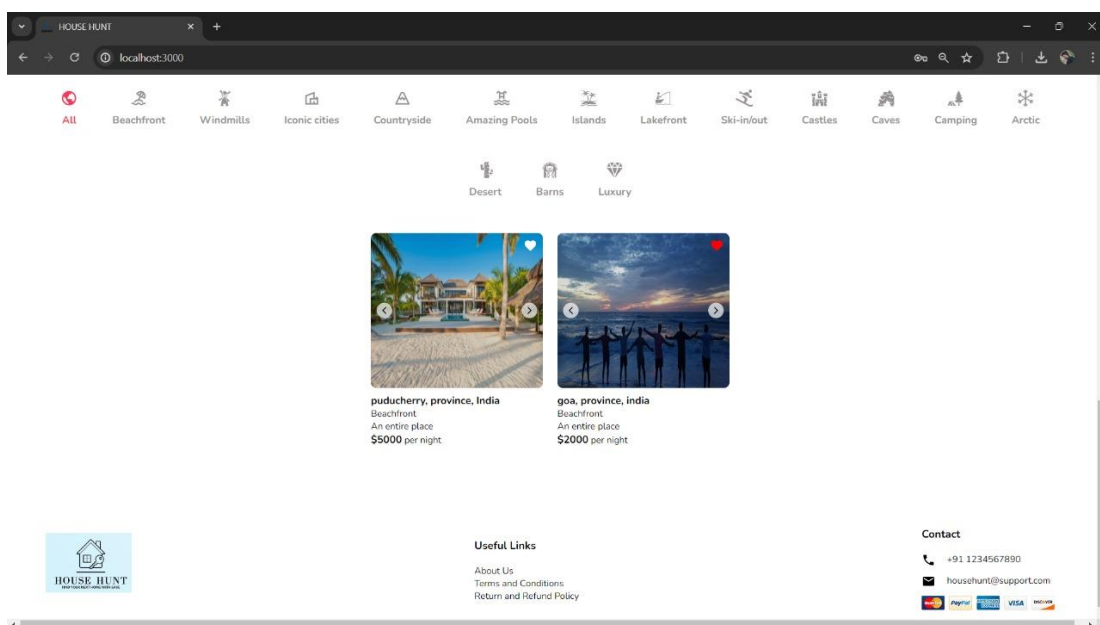 HOUSE HUNT
localhost:3000
All Beachfront Windmills Iconic cities Countryside Amazing Pools Islands Lakefront Ski-in/out Castles Caves Camping Arctic
Desert Barns Luxury
puducherry, province, India
Beachfront
An entire place
$5000 per night
goa, province, india
Beachfront
An entire place
$2000 per night
HOUSE HUNT
Useful Links
About Us
Terms and Conditions
Return and Refund Policy
Contact
+91 1234567890
househunt@support.com
PayPal VISA DISCOVER